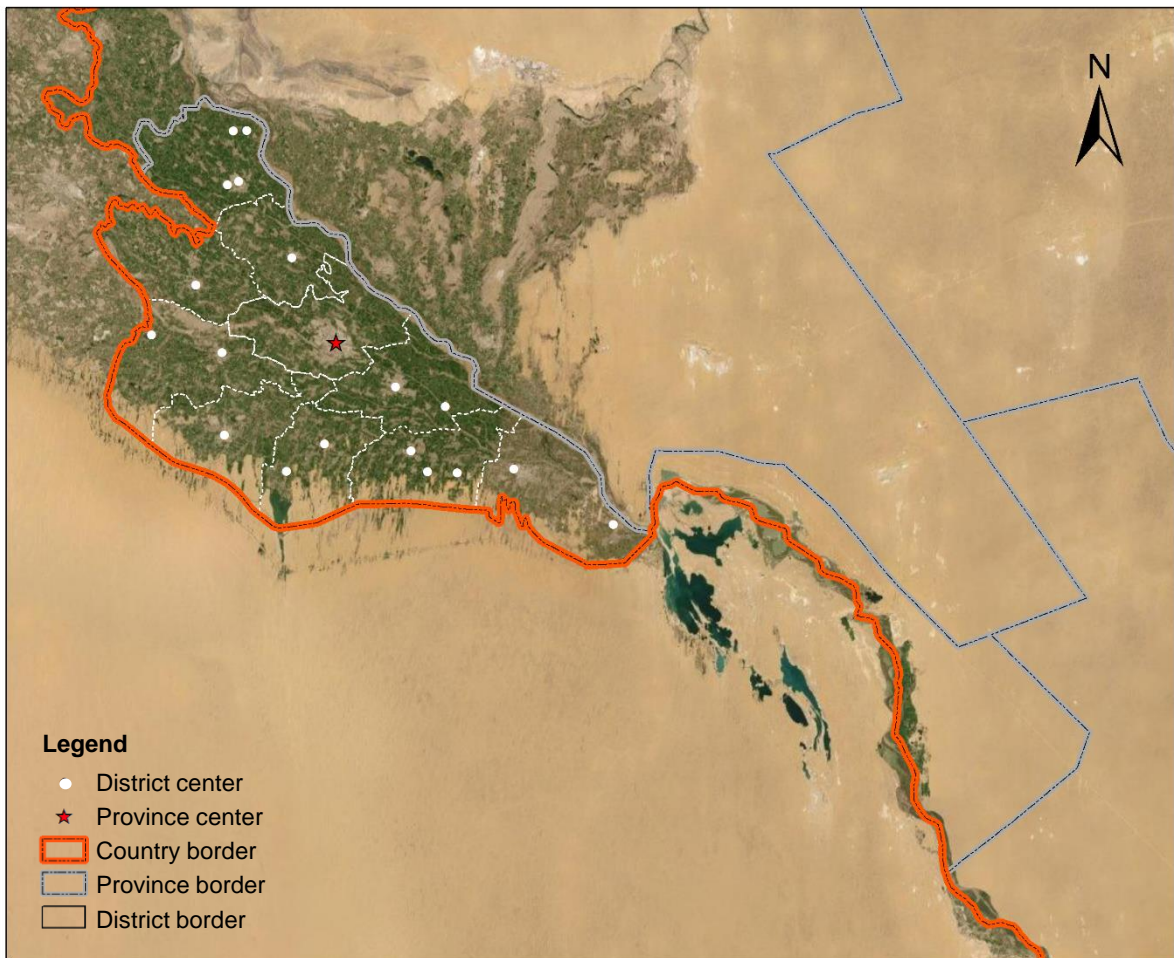 N
Legend
District center
Province center
Country border
Province border
District border